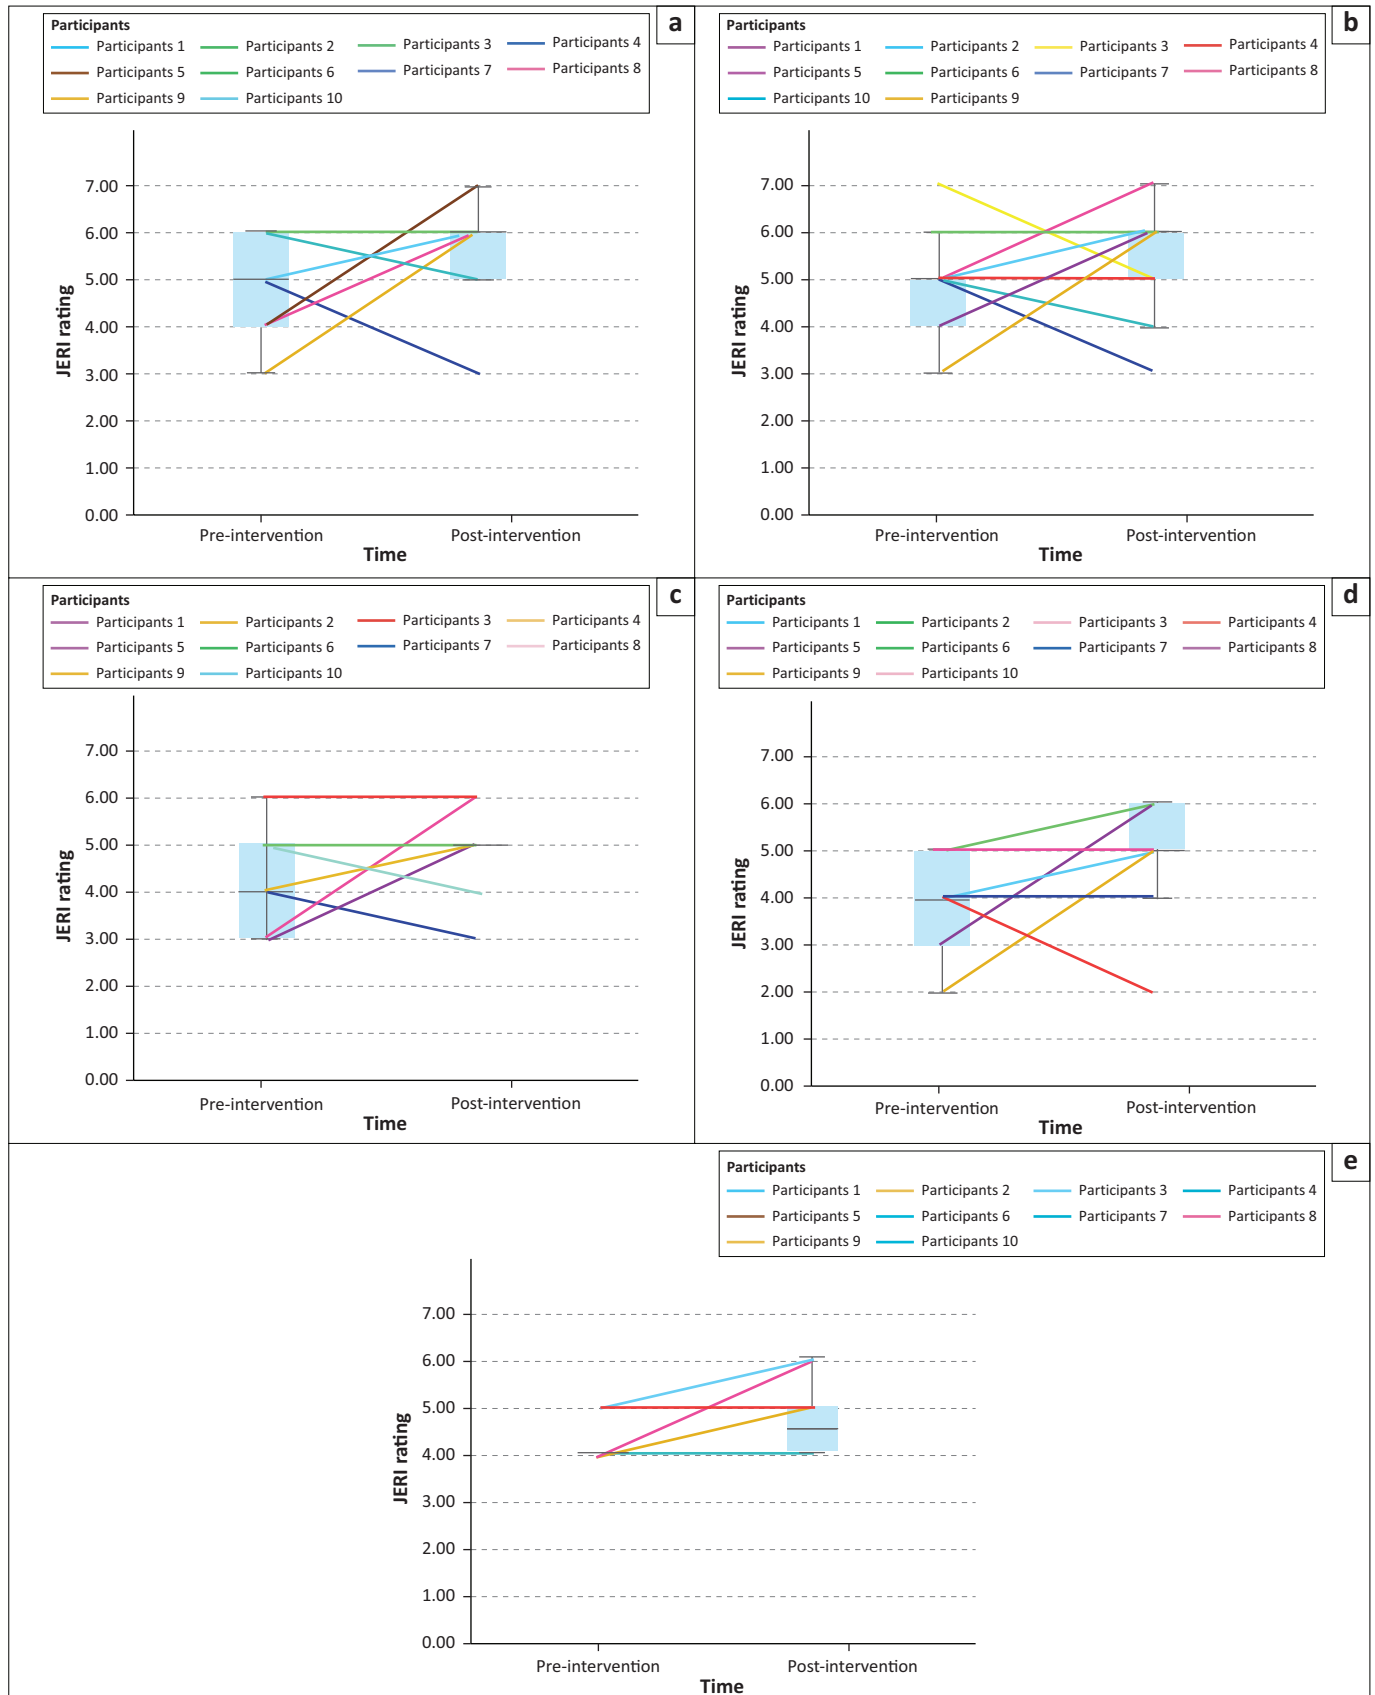 a
Participants
Participants 1 Participants 2 Participants 3 Participants 4
Participants 5 Participants 6 Participants 7 Participants 8
Participants 9 Participants 10
7.00
6.00
5.00
4.00
3.00
2.00
1.00
0.00
JERI rating
Pre-intervention Post-intervention
Time
b
Participants
Participants 1 Participants 2 Participants 3 Participants 4
Participants 5 Participants 6 Participants 7 Participants 8
Participants 10 Participants 9
7.00
6.00
5.00
4.00
3.00
2.00
1.00
0.00
JERI rating
Pre-intervention Post-intervention
Time
c
Participants
Participants 1 Participants 2 Participants 3 Participants 4
Participants 5 Participants 6 Participants 7 Participants 8
Participants 9 Participants 10
7.00
6.00
5.00
4.00
3.00
2.00
1.00
0.00
JERI rating
Pre-intervention Post-intervention
Time
d
Participants
Participants 1 Participants 2 Participants 3 Participants 4
Participants 5 Participants 6 Participants 7 Participants 8
Participants 9 Participants 10
7.00
6.00
5.00
4.00
3.00
2.00
1.00
0.00
JERI rating
Pre-intervention Post-intervention
Time
e
Participants
Participants 1 Participants 2 Participants 3 Participants 4
Participants 5 Participants 6 Participants 7 Participants 8
Participants 9 Participants 10
7.00
6.00
5.00
4.00
3.00
2.00
1.00
0.00
JERI rating
Pre-intervention Post-intervention
Time